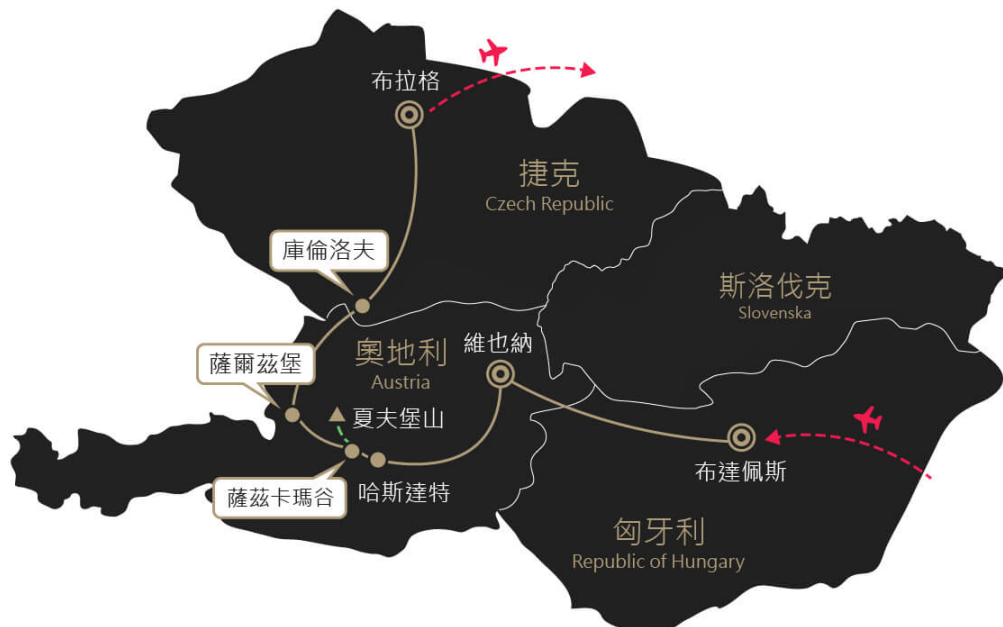 布拉格
捷克
Czech Republic
庫倫洛夫
斯洛伐克
Slovenska
奧地利
Austria
維也納
薩爾茲堡
夏夫堡山
布達佩斯
薩茲卡瑪谷
哈斯達特
匈牙利
Republic of Hungary